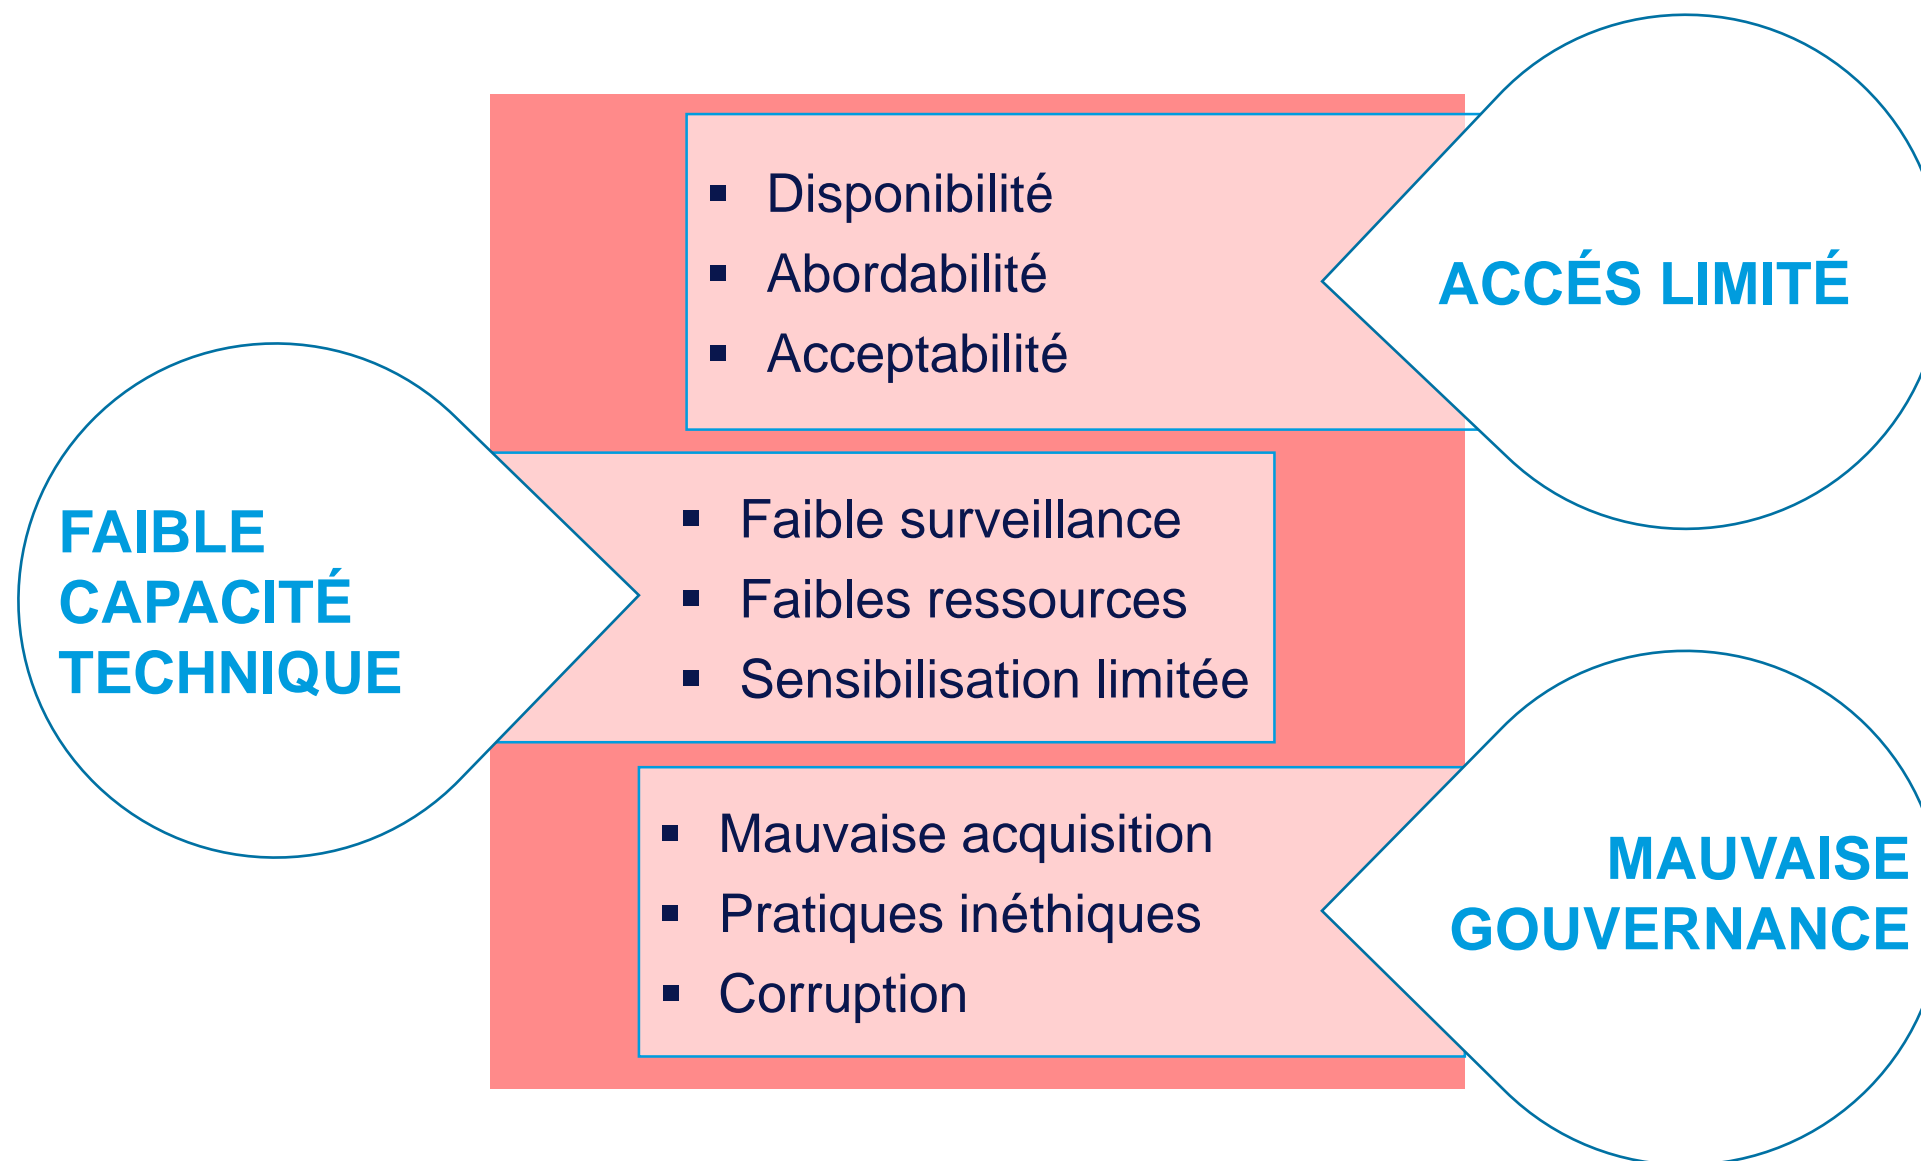 ▪ Disponibilité
▪ Abordabilité
▪ Acceptabilité
ACCÉS LIMITÉ
FAIBLE
CAPACITÉ
TECHNIQUE
▪ Faible surveillance
▪ Faibles ressources
▪ Sensibilisation limitée
▪ Mauvaise acquisition
▪ Pratiques inéthiques
▪ Corruption
MAUVAISE
GOUVERNANCE